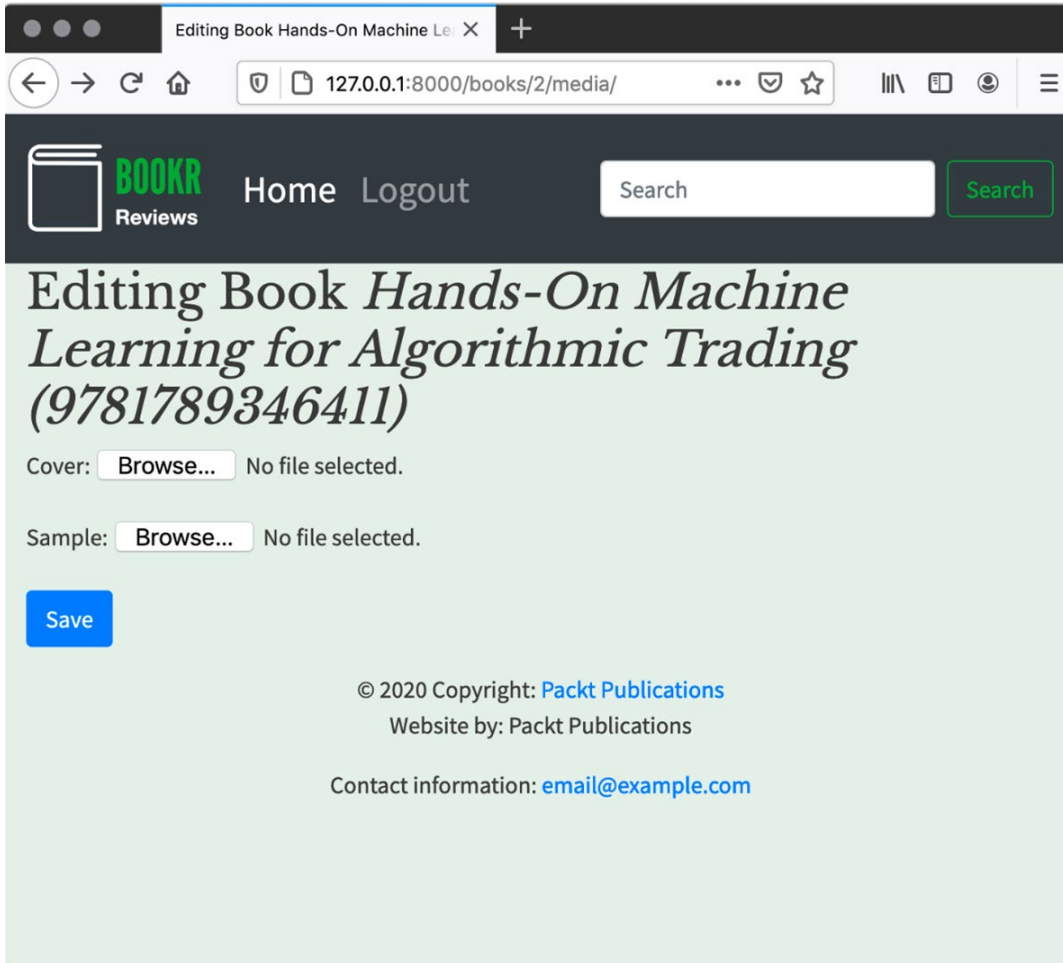 Editing Book Hands-On Machine Le
127.0.0.1:8000/books/2/media/
BOOKR
Reviews
Home Logout
Search
Search
Editing Book Hands-On Machine
Learning for Algorithmic Trading
(9781789346411)
Cover: Browse... No file selected.
Sample: Browse... No file selected.
Save
© 2020 Copyright: Packt Publications
Website by: Packt Publications
Contact information: email@example.com